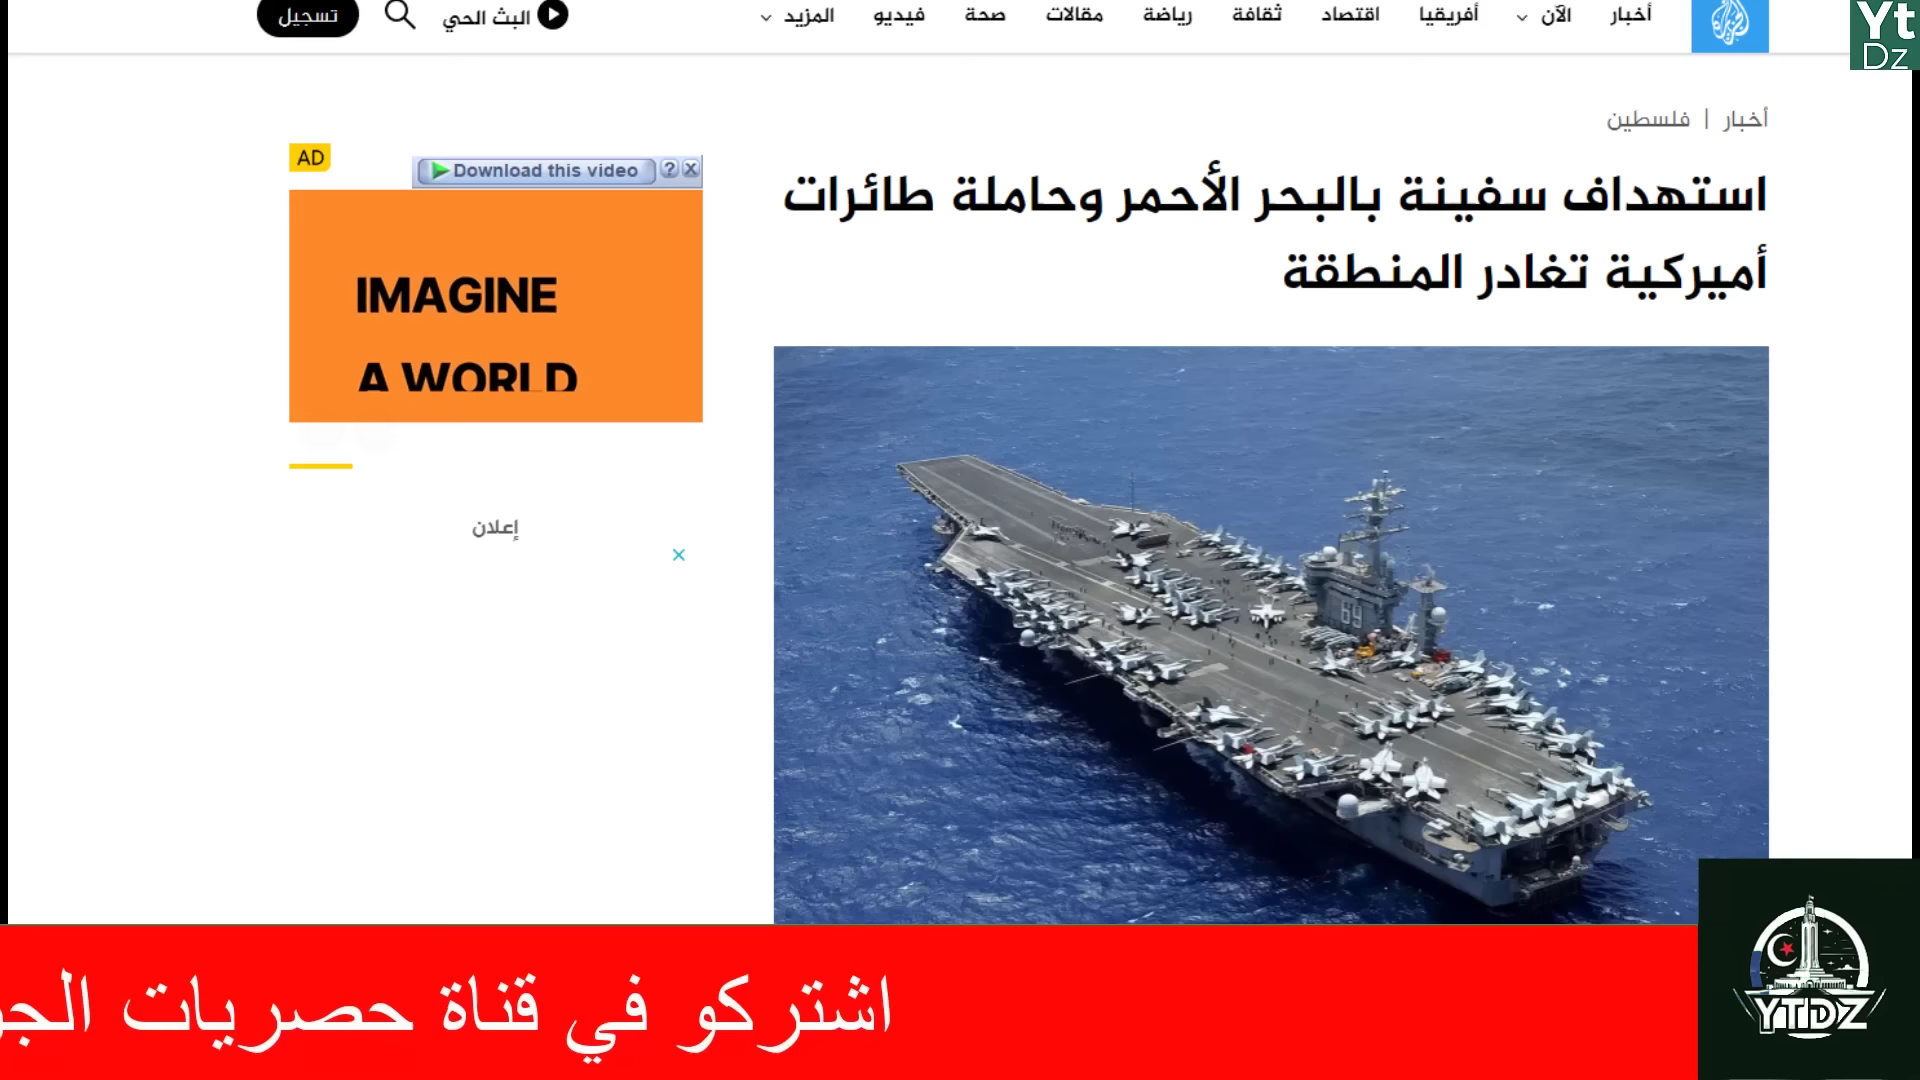 أخبار الآن أفريقيا اقتصاد ثقافة رياضة مقالات صحة فيديو المزيد البث الحي تسجيل
Yt
Dz
أخبار | فلسطين
استهداف سفينة بالبحر الأحمر وحاملة طائرات
أميركية تغادر المنطقة
AD
Download this video ? X
IMAGINE
A WORLD
إعلان
69
اشتركو في قناة حصريات
YTDZ